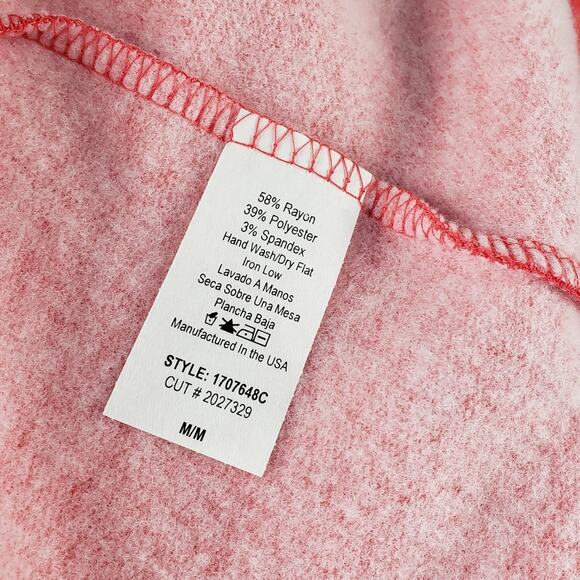 58% Rayon
39% Polyester
3% Spandex
Hand Wash/Dry Flat
Iron Low
Lavado A Manos
Seca Sobre Una Mesa
Plancha Baja
Manufactured In the USA
STYLE: 1707648C
CUT # 2027329
M/M